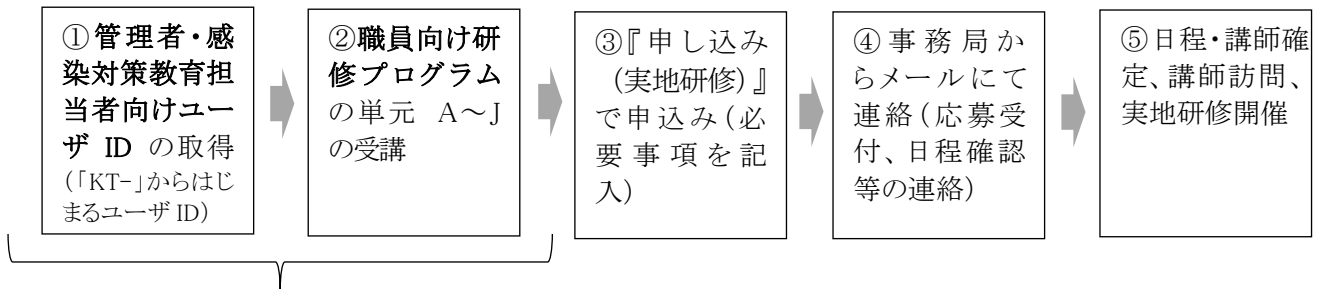 ①管理者・感
染対策教育担
当者向けユー
ザ ID の取得
(「KT-」からはじ
まるユーザ ID)
②職員向け研
修プログラム
の単元 A～J
の受講
③『申し込み
(実地研修)』
で申込み(必
要事項を記
入)
④事務局か
らメールにて
連絡(応募受
付、日程確認
等の連絡)
⑤日程・講師確
定、講師訪問、
実地研修開催